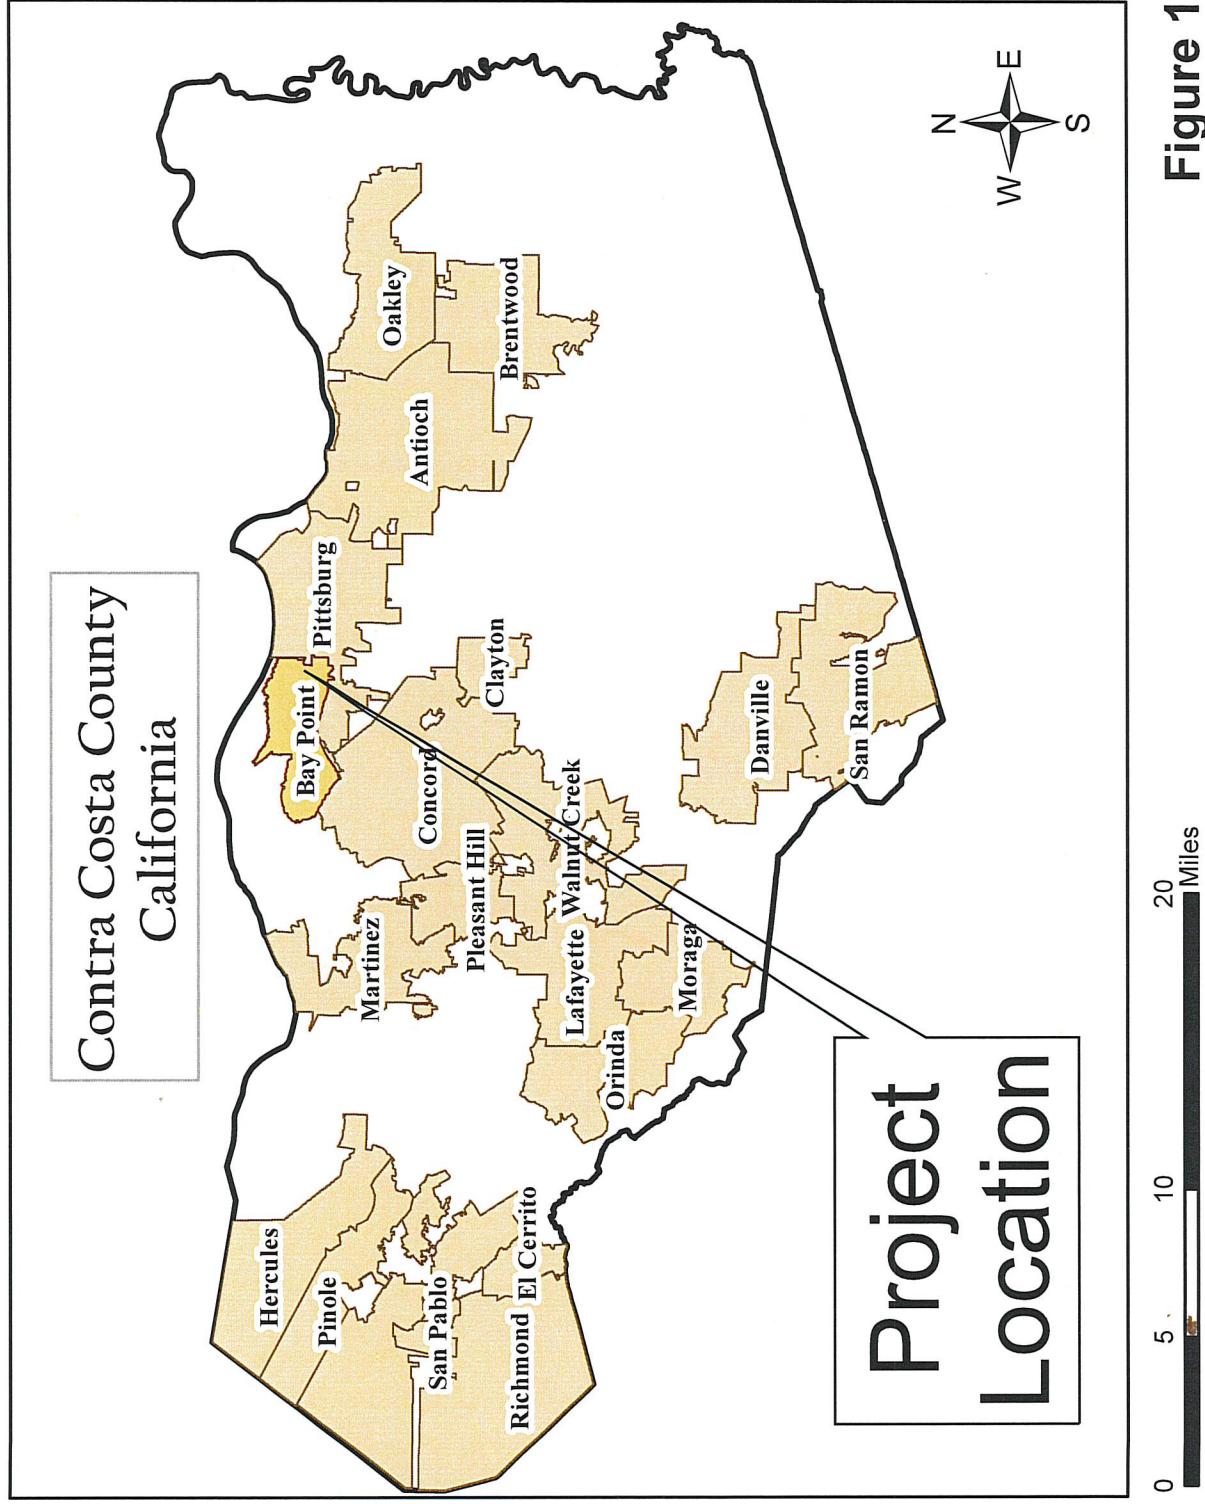 Contra Costa County
California
Hercules
Pinole
San Pablo
Richmond
El Cerrito
Martinez
Pleasant Hill
Concord
Bay Point
Pittsburg
Clayton
Antioch
Oakley
Brentwood
Walnut Creek
Lafayette
Orinda
Moraga
Danville
San Ramon
Project
Location
N
W
E
S
0
5
10
20
Miles
Figure 1